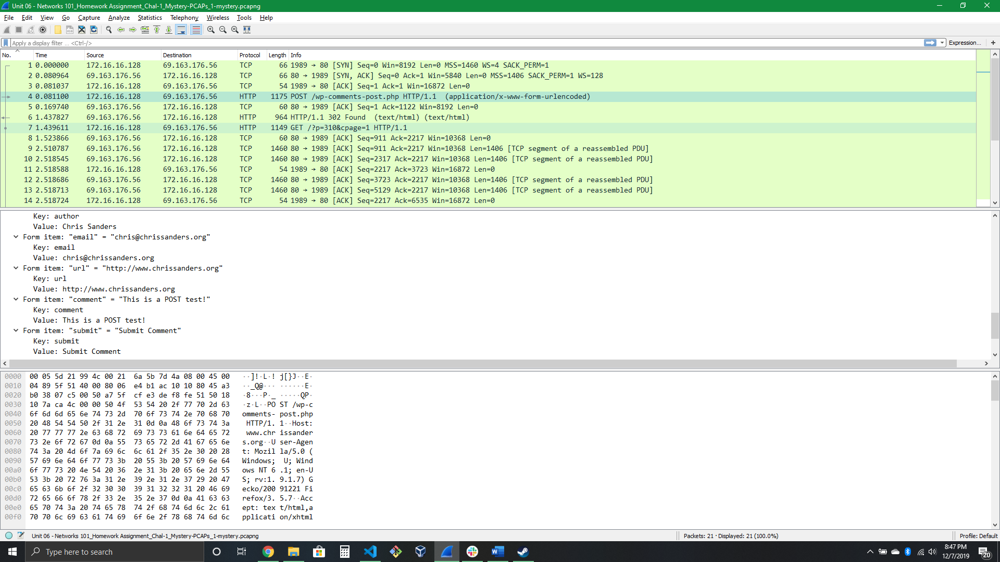 Unit 06 - Networks 101_Homework Assignment_Chal-1_Mystery-PCAPs_1-mystery.pcapng
File Edit View Go Capture Analyze Statistics Telephony Wireless Tools Help
Apply a display filter ... <Ctrl-/> Expression... +
No. Time Source Destination Protocol Length Info
1 0.000000 172.16.16.128 69.163.176.56 TCP 66 1989 → 80 [SYN] Seq=0 Win=8192 Len=0 MSS=1460 WS=4 SACK_PERM=1
2 0.080964 69.163.176.56 172.16.16.128 TCP 66 80 → 1989 [SYN, ACK] Seq=0 Ack=1 Win=5840 Len=0 MSS=1406 SACK_PERM=1 WS=128
3 0.081037 172.16.16.128 69.163.176.56 TCP 54 1989 → 80 [ACK] Seq=1 Ack=1 Win=16872 Len=0
4 0.081100 172.16.16.128 69.163.176.56 HTTP 1175 POST /wp-comments-post.php HTTP/1.1  (application/x-www-form-urlencoded)
5 0.169740 69.163.176.56 172.16.16.128 TCP 60 80 → 1989 [ACK] Seq=1 Ack=1122 Win=8192 Len=0
6 1.437827 69.163.176.56 172.16.16.128 HTTP 964 HTTP/1.1 302 Found  (text/html) (text/html)
7 1.439611 172.16.16.128 69.163.176.56 HTTP 1149 GET /?p=310&cpage=1 HTTP/1.1
8 1.523866 69.163.176.56 172.16.16.128 TCP 60 80 → 1989 [ACK] Seq=911 Ack=2217 Win=10368 Len=0
9 2.510787 69.163.176.56 172.16.16.128 TCP 1460 80 → 1989 [ACK] Seq=911 Ack=2217 Win=10368 Len=1406 [TCP segment of a reassembled PDU]
10 2.518545 69.163.176.56 172.16.16.128 TCP 1460 80 → 1989 [ACK] Seq=2317 Ack=2217 Win=10368 Len=1406 [TCP segment of a reassembled PDU]
11 2.518588 172.16.16.128 69.163.176.56 TCP 54 1989 → 80 [ACK] Seq=2217 Ack=3723 Win=16872 Len=0
12 2.518686 69.163.176.56 172.16.16.128 TCP 1460 80 → 1989 [ACK] Seq=3723 Ack=2217 Win=10368 Len=1406 [TCP segment of a reassembled PDU]
13 2.518713 69.163.176.56 172.16.16.128 TCP 1460 80 → 1989 [ACK] Seq=5129 Ack=2217 Win=10368 Len=1406 [TCP segment of a reassembled PDU]
14 2.518724 172.16.16.128 69.163.176.56 TCP 54 1989 → 80 [ACK] Seq=2217 Ack=6535 Win=16872 Len=0
Key: author
Value: Chris Sanders
Form item: "email" = "chris@chrissanders.org"
Key: email
Value: chris@chrissanders.org
Form item: "url" = "http://www.chrissanders.org"
Key: url
Value: http://www.chrissanders.org
Form item: "comment" = "This is a POST test!"
Key: comment
Value: This is a POST test!
Form item: "submit" = "Submit Comment"
Key: submit
Value: Submit Comment
0000 00 05 5d 21 99 4c 00 21 6a 5b 7d 4a 08 00 45 00 ··]!·L·! j[}J··E·
0010 04 89 5f 51 40 00 80 06 e4 b1 ac 10 10 80 45 a3 ··_Q@··· ······E·
0020 b0 38 07 c5 00 50 a7 5f cf e3 de f8 fe 51 50 18 ·8···P·_ ·····QP·
0030 10 7a ca 4c 00 00 50 4f 53 54 20 2f 77 70 2d 63 ·z·L··PO ST /wp-c
0040 6f 6d 6d 65 6e 74 73 2d 70 6f 73 74 2e 70 68 70 omments- post.php
0050 20 48 54 54 50 2f 31 2e 31 0d 0a 48 6f 73 74 3a HTTP/1. 1··Host:
0060 20 77 77 77 2e 63 68 72 69 73 73 61 6e 64 65 72 www.chr issander
0070 73 2e 6f 72 67 0d 0a 55 73 65 72 2d 41 67 65 6e s.org··U ser-Agen
0080 74 3a 20 4d 6f 7a 69 6c 6c 61 2f 35 2e 30 20 28 t: Mozil la/5.0 (
0090 57 69 6e 64 6f 77 73 3b 20 55 3b 20 57 69 6e 64 Windows; U; Wind
00a0 6f 77 73 20 4e 54 20 36 2e 31 3b 20 65 6e 2d 55 ows NT 6 .1; en-U
00b0 53 3b 20 72 76 3a 31 2e 39 2e 31 2e 37 29 20 47 S; rv:1. 9.1.7) G
00c0 65 63 6b 6f 2f 32 30 30 39 31 32 32 31 20 46 69 ecko/200 91221 Fi
00d0 72 65 66 6f 78 2f 33 2e 35 2e 37 0d 0a 41 63 63 refox/3. 5.7··Acc
00e0 65 70 74 3a 20 74 65 78 74 2f 68 74 6d 6c 2c 61 ept: tex t/html,a
00f0 70 70 6c 69 63 61 74 69 6f 6e 2f 78 68 74 6d 6c pplicati on/xhtml
Unit 06 - Networks 101_Homework Assignment_Chal-1_Mystery-PCAPs_1-mystery.pcapng Packets: 21 · Displayed: 21 (100.0%) Profile: Default
Type here to search
8:47 PM
12/7/2019
20